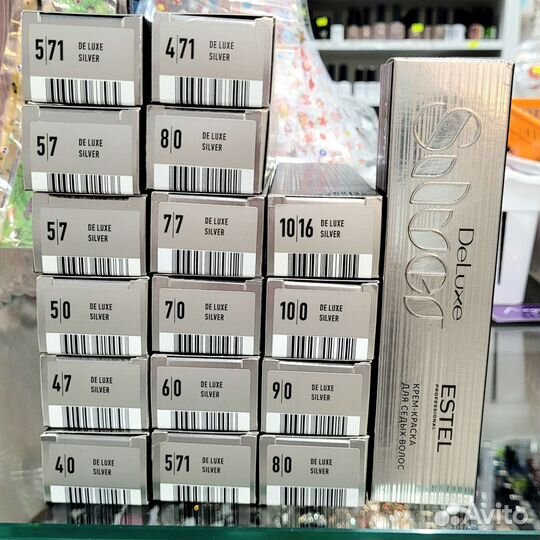 5|71 DE LUXE
SILVER
4|71 DE LUXE
SILVER
5|7 DE LUXE
SILVER
8|0 DE LUXE
SILVER
5|7 DE LUXE
SILVER
7|7 DE LUXE
SILVER
10|16 DE LUXE
SILVER
5|0 DE LUXE
SILVER
7|0 DE LUXE
SILVER
10|0 DE LUXE
SILVER
4|7 DE LUXE
SILVER
6|0 DE LUXE
SILVER
9|0 DE LUXE
SILVER
4|0 DE LUXE
SILVER
5|71 DE LUXE
SILVER
8|0 DE LUXE
SILVER
Silver
DeLuxe
ESTEL
PROFESSIONAL
КРЕМ-КРАСКА
ДЛЯ СЕДЫХ ВОЛОС
Avito